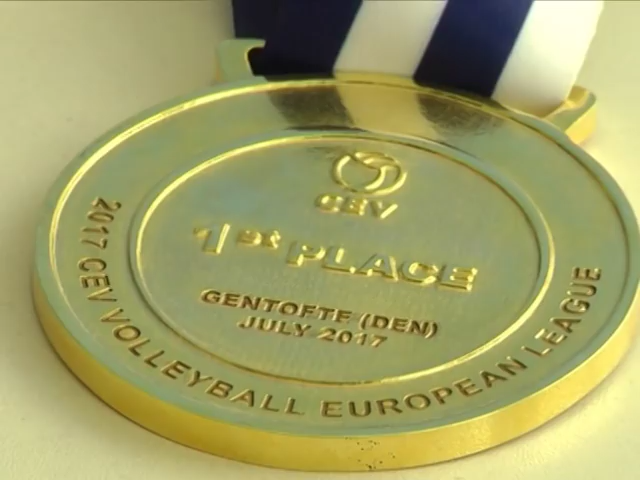 CEV
1st PLACE
GENTOFTE (DEN)
JULY 2017
2017 CEV VOLLEYBALL EUROPEAN LEAGUE